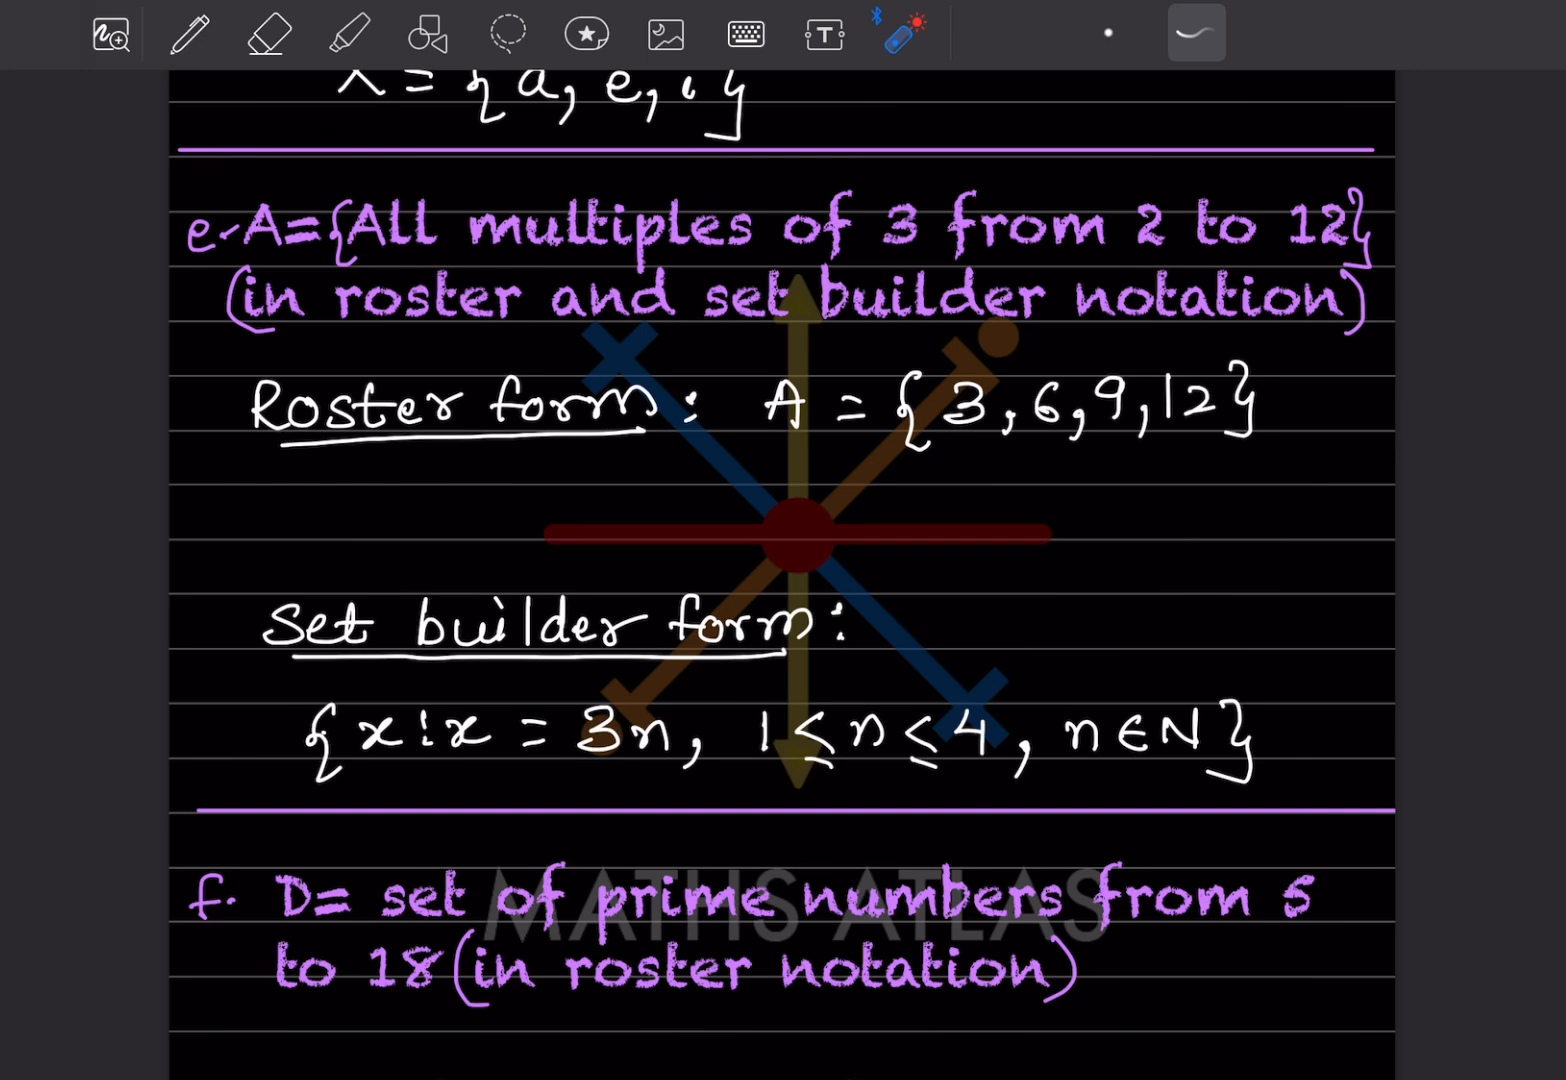 X = {a, e, i}
e. A={All multiples of 3 from 2 to 12}
(in roster and set builder notation)
Roster form: A = {3, 6, 9, 12}
Set builder form:
{x : x = 3n, 1 ≤ n ≤ 4, n ∈ N}
MATHS ATLAS
f. D= set of prime numbers from 5
to 18 (in roster notation)